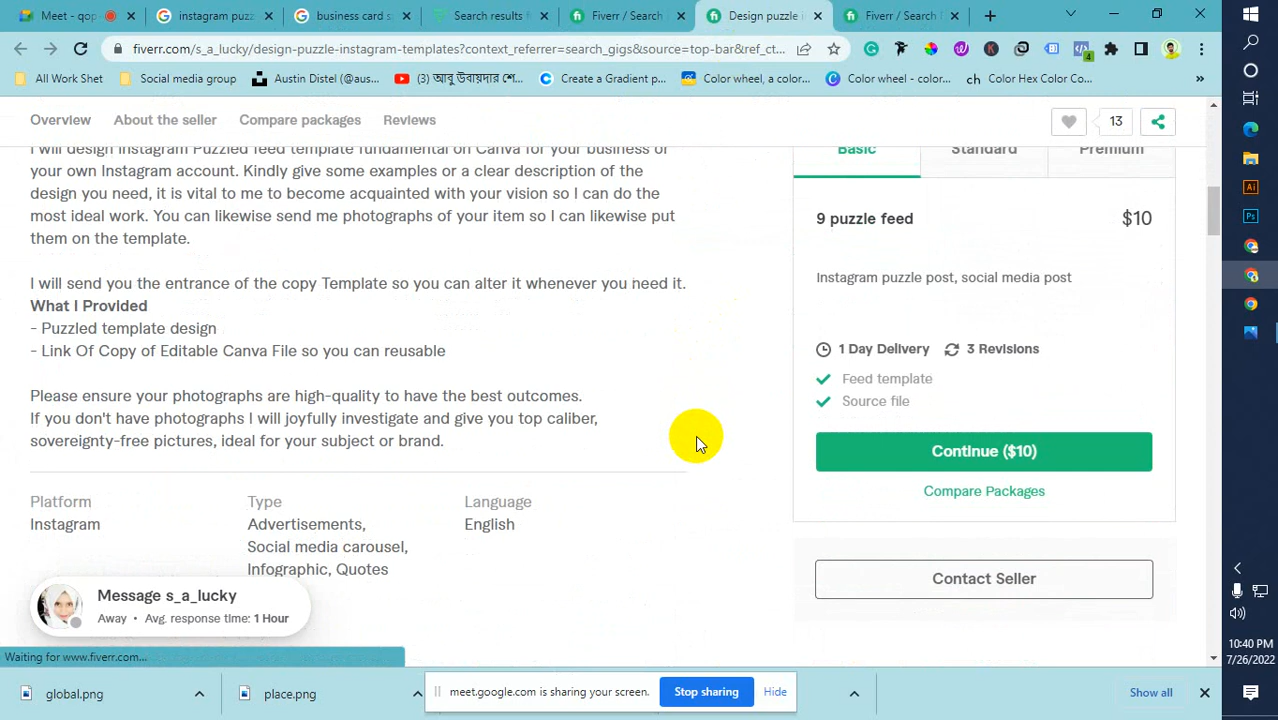 Meet - qop
instagram puzz
business card s
Search results f
Fiverr / Search
Design puzzle i
Fiverr / Search
fiverr.com/s_a_lucky/design-puzzle-instagram-templates?context_referrer=search_gigs&source=top-bar&ref_ct...
4
All Work Shet
Social media group
Austin Distel (@aus...
(3) আবু উবায়দার শে...
Create a Gradient p...
Color wheel, a color...
Color wheel - color...
ch Color Hex Color Co...
»
Overview
About the seller
Compare packages
Reviews
13
I will design Instagram Puzzled feed template fundamental on Canva for your business or
your own Instagram account. Kindly give some examples or a clear description of the
design you need, it is vital to me to become acquainted with your vision so I can do the
most ideal work. You can likewise send me photographs of your item so I can likewise put
them on the template.
I will send you the entrance of the copy Template so you can alter it whenever you need it.
What I Provided
- Puzzled template design
- Link Of Copy of Editable Canva File so you can reusable
Please ensure your photographs are high-quality to have the best outcomes.
If you don't have photographs I will joyfully investigate and give you top caliber,
sovereignty-free pictures, ideal for your subject or brand.
Platform
Instagram
Type
Advertisements,
Social media carousel,
Infographic, Quotes
Language
English
Basic
Standard
Premium
9 puzzle feed
$10
Instagram puzzle post, social media post
1 Day Delivery
3 Revisions
Feed template
Source file
Continue ($10)
Compare Packages
Contact Seller
Message s_a_lucky
Away • Avg. response time: 1 Hour
Waiting for www.fiverr.com...
global.png
place.png
meet.google.com is sharing your screen.
Stop sharing
Hide
Show all
Ai
Ps
10:40 PM
7/26/2022